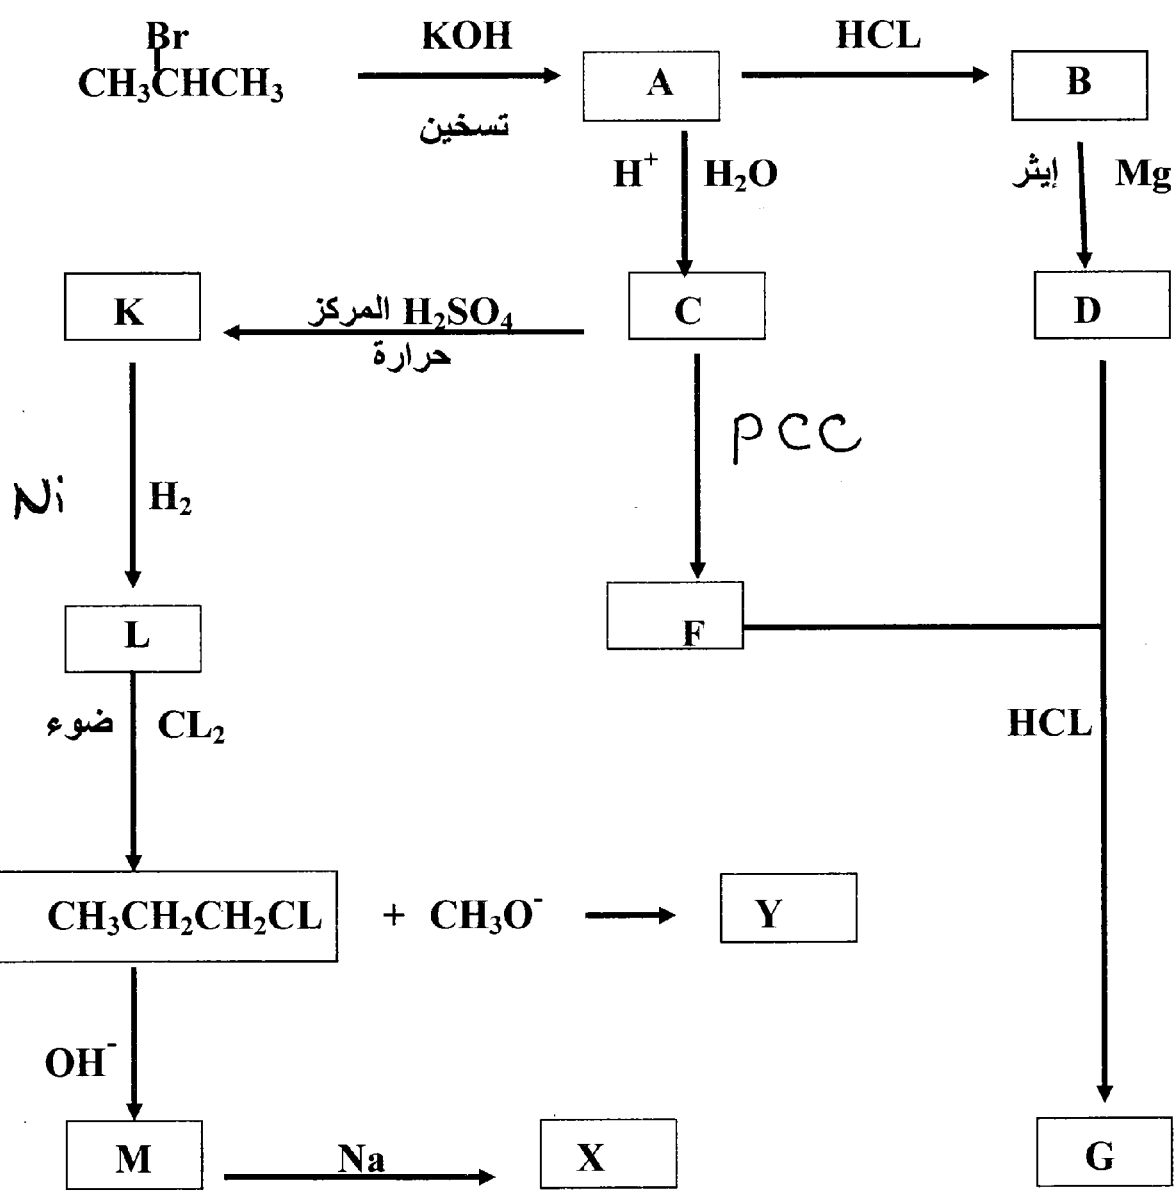 Br
CH₃CHCH₃
KOH
تسخين
A
HCL
B
H⁺ H₂O
إيثر Mg
K
H₂SO₄ المركز
حرارة
C
D
PCC
Ni H₂
L
F
ضوء CL₂
HCL
CH₃CH₂CH₂CL + CH₃O⁻
Y
OH⁻
M
Na
X
G